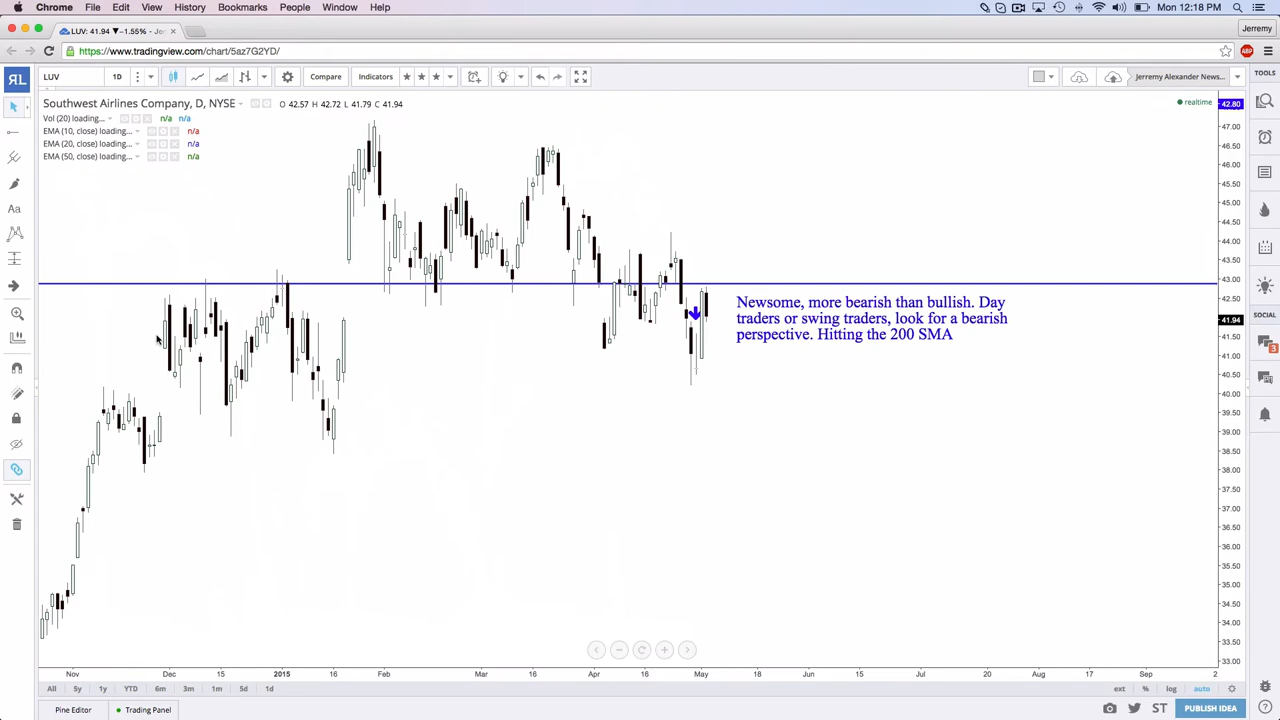 Chrome File Edit View History Bookmarks People Window Help Mon 12:18 PM
LUV: 41.94 ▼−1.55% - Jer Jerremy
https://www.tradingview.com/chart/5az7G2YD/
RL LUV 1D Compare Indicators Jerremy Alexander News... TOOLS
Southwest Airlines Company, D, NYSE O 42.57 H 42.72 L 41.79 C 41.94 realtime 42.80
Vol (20) loading... n/a n/a
47.00
EMA (10, close) loading... n/a
EMA (20, close) loading... n/a
46.50
EMA (50, close) loading... n/a
46.00
45.50
45.00
Aa
44.50
44.00
43.50
43.00
Newsome, more bearish than bullish. Day
traders or swing traders, look for a bearish
perspective. Hitting the 200 SMA
42.50
41.94
SOCIAL
3
41.50
41.00
40.50
40.00
39.50
39.00
38.50
38.00
37.50
37.00
36.50
36.00
35.50
35.00
34.50
34.00
33.50
33.00
Nov Dec 15 2015 16 Feb Mar 16 Apr 16 May 18 Jun 15 Jul 20 Aug 17 Sep 2
All 5y 1y YTD 6m 3m 1m 5d 1d ext % log auto
Pine Editor Trading Panel ST PUBLISH IDEA